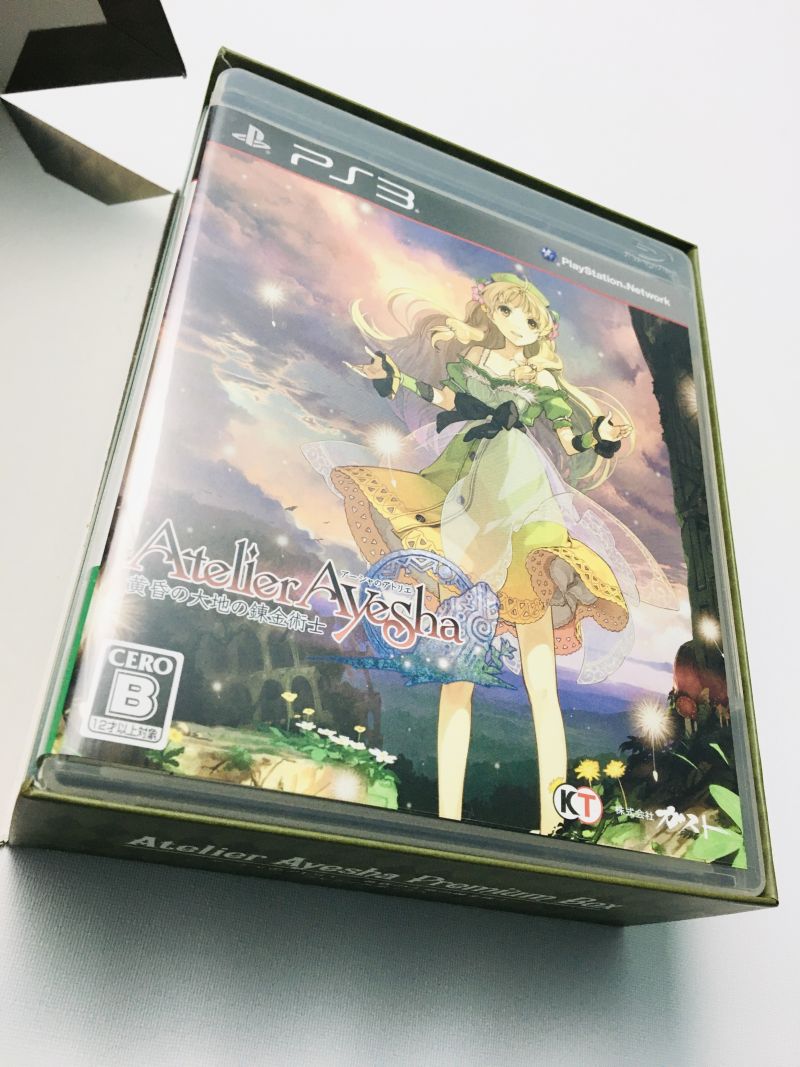 PS3
PlayStation Network
Atelier Ayesha
アーシャのアトリエ
黄昏の大地の錬金術士
CERO
B
12才以上対象
KT
株式会社ガスト
Atelier Ayesha Premium Box